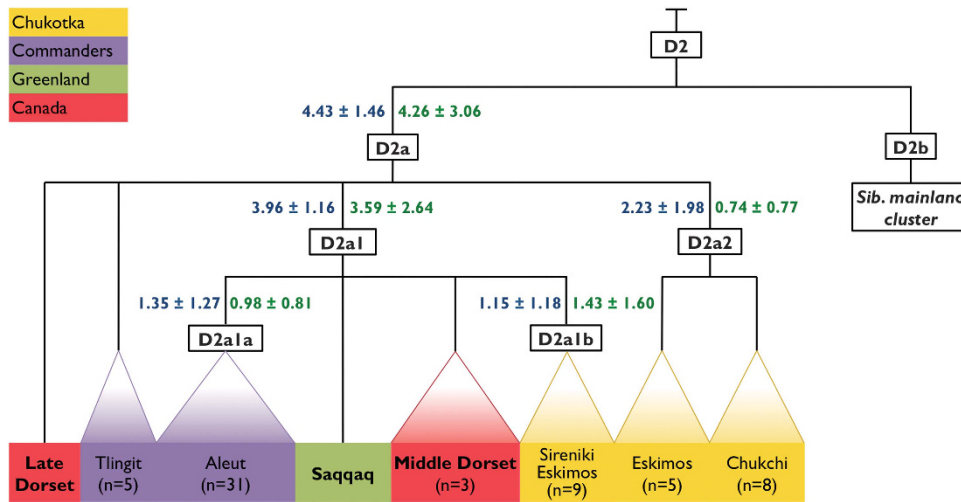 Chukotka
Commanders
Greenland
Canada
D2
4.43 ± 1.46 4.26 ± 3.06
D2a
D2b
Sib. mainland
cluster
3.96 ± 1.16 3.59 ± 2.64
2.23 ± 1.98 0.74 ± 0.77
D2a1
D2a2
1.35 ± 1.27 0.98 ± 0.81
1.15 ± 1.18 1.43 ± 1.60
D2a1a
D2a1b
Late
Dorset
Tlingit
(n=5)
Aleut
(n=31)
Saqqaq
Middle Dorset
(n=3)
Sireniki
Eskimos
(n=9)
Eskimos
(n=5)
Chukchi
(n=8)